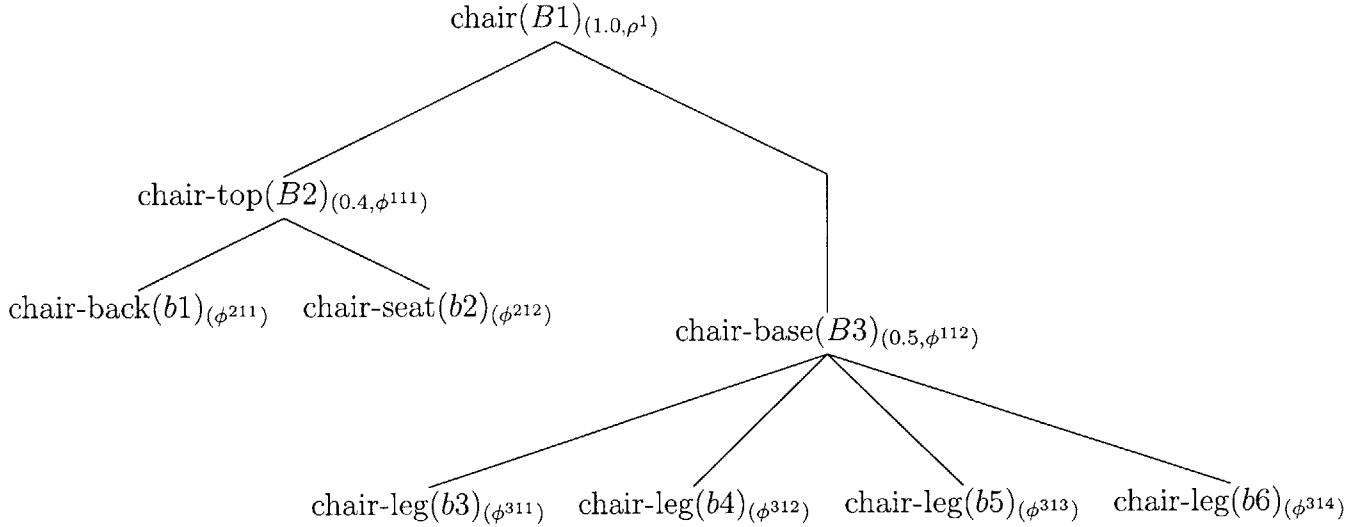 chair(B1)(1.0,ρ¹)
chair-top(B2)(0.4,ϕ¹¹¹)
chair-back(b1)(ϕ²¹¹) chair-seat(b2)(ϕ²¹²)
chair-base(B3)(0.5,ϕ¹¹²)
chair-leg(b3)(ϕ³¹¹) chair-leg(b4)(ϕ³¹²) chair-leg(b5)(ϕ³¹³) chair-leg(b6)(ϕ³¹⁴)